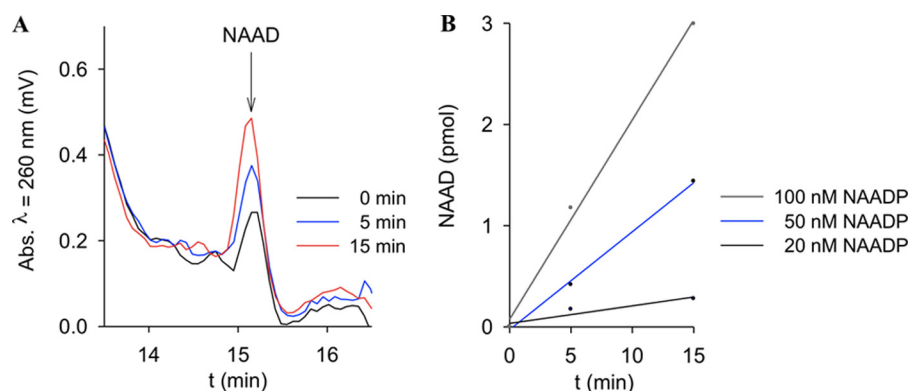 A
NAAD
0.6
0.4
0.2
0.0
Abs. λ = 260 nm (mV)
0 min
5 min
15 min
14
15
16
t (min)
B
3
2
1
0
NAAD (pmol)
100 nM NAADP
50 nM NAADP
20 nM NAADP
0
5
10
15
t (min)